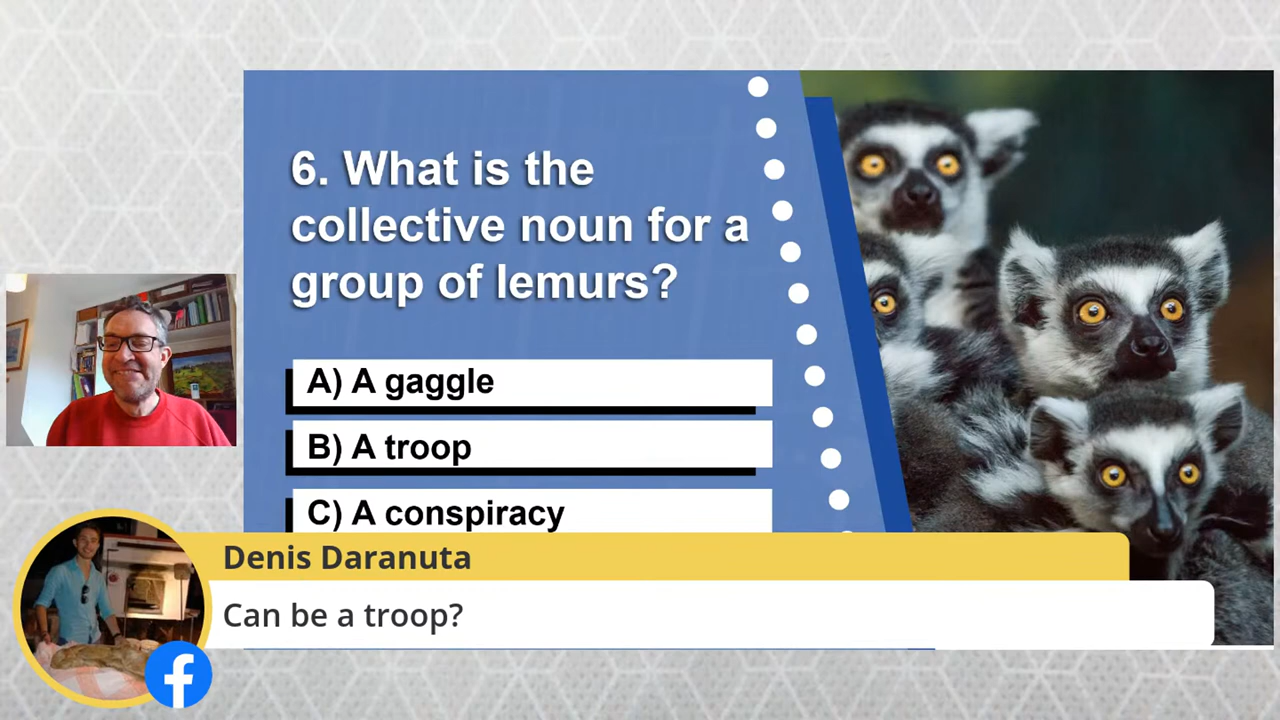 6. What is the
collective noun for a
group of lemurs?
A) A gaggle
B) A troop
C) A conspiracy
Denis Daranuta
Can be a troop?